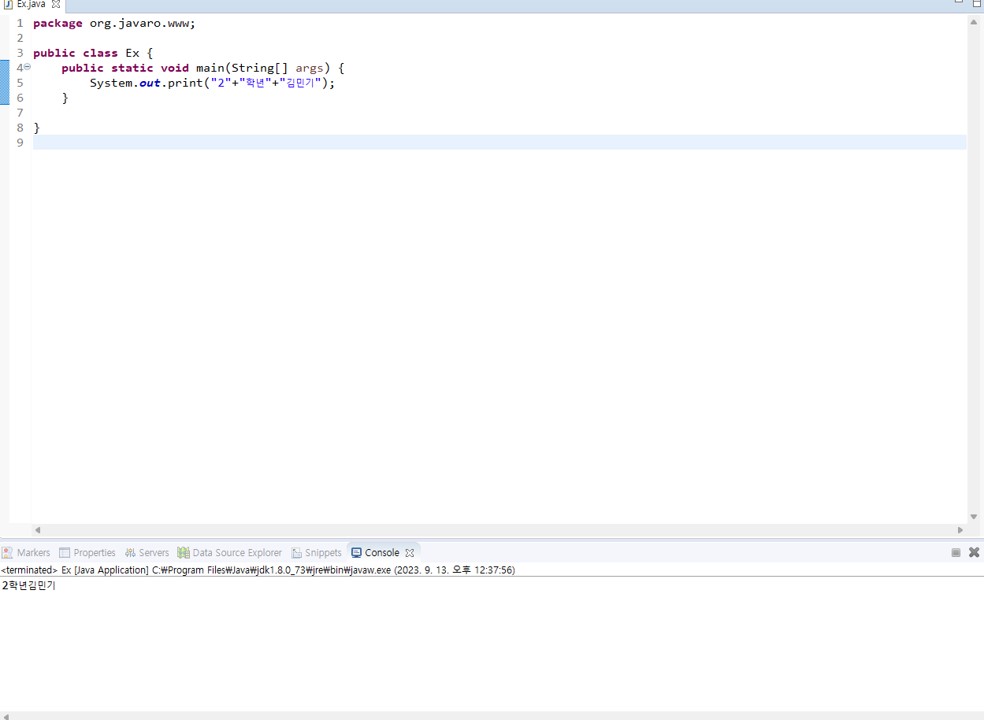 Ex.java
1 package org.javaro.www;
2
3 public class Ex {
4 public static void main(String[] args) {
5 System.out.print("2"+"학년"+"김민기");
6 }
7
8 }
9
Markers Properties Servers Data Source Explorer Snippets Console
<terminated> Ex [Java Application] C:₩Program Files₩Java₩jdk1.8.0_73₩jre₩bin₩javaw.exe (2023. 9. 13. 오후 12:37:56)
2학년김민기